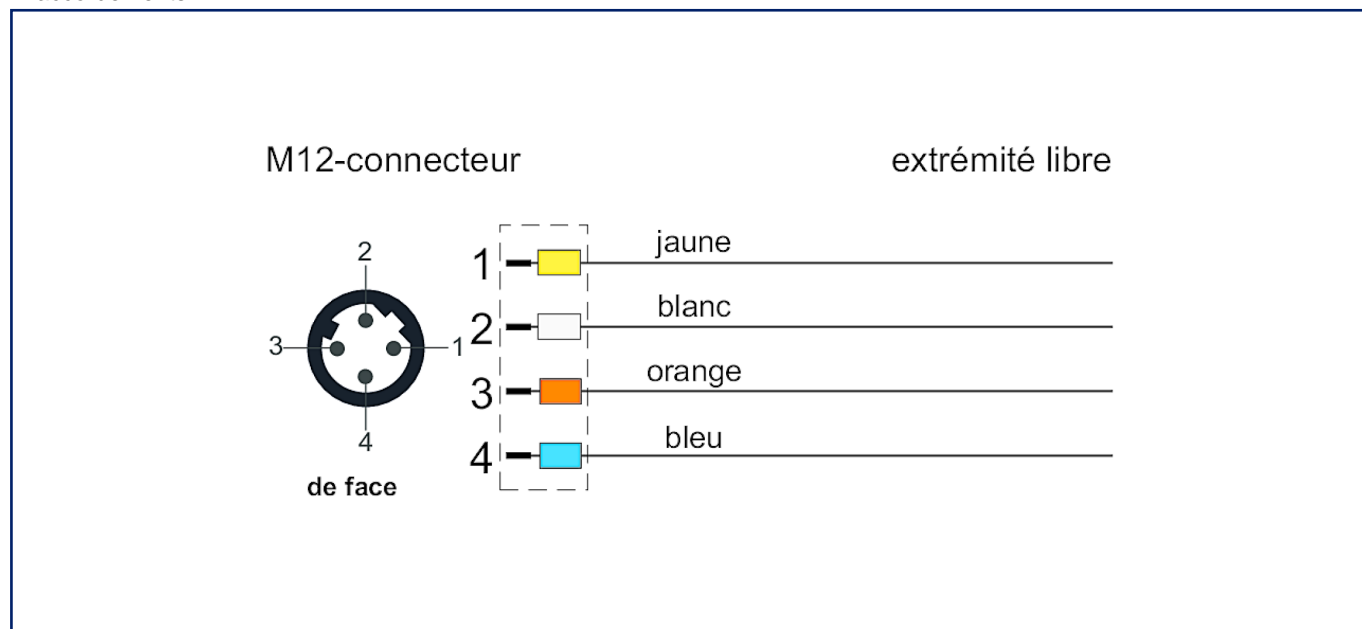 M12-connecteur extrémité libre
2
3 1
4
de face
1 jaune
2 blanc
3 orange
4 bleu